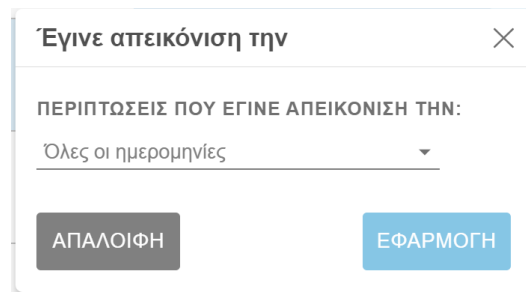 Έγινε απεικόνιση την
ΠΕΡΙΠΤΩΣΕΙΣ ΠΟΥ ΕΓΙΝΕ ΑΠΕΙΚΟΝΙΣΗ ΤΗΝ:
Όλες οι ημερομηνίες
ΑΠΑΛΟΙΦΗ
ΕΦΑΡΜΟΓΗ